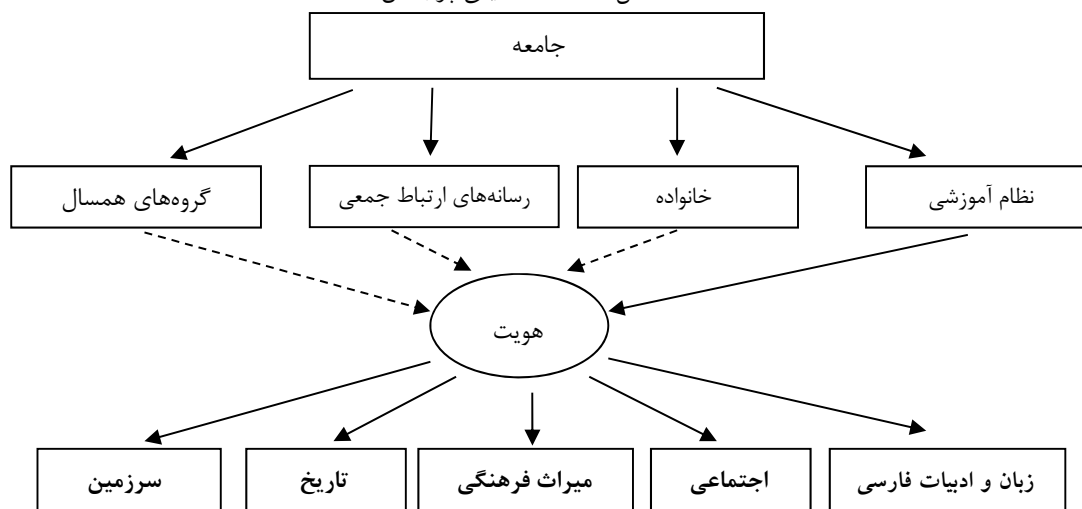 جامعه
نظام آموزشی
خانواده
رسانه‌های ارتباط جمعی
گروه‌های همسال
هویت
زبان و ادبیات فارسی
اجتماعی
میراث فرهنگی
تاریخ
سرزمین